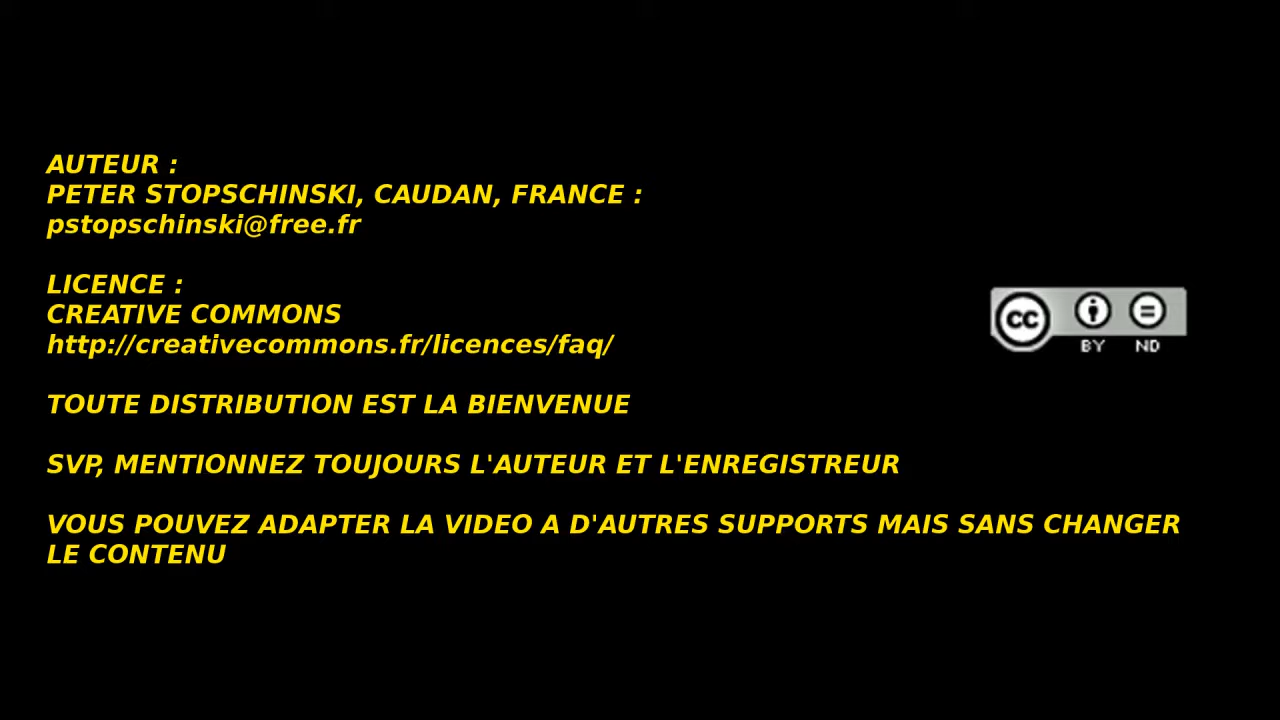 AUTEUR :
PETER STOPSCHINSKI, CAUDAN, FRANCE :
pstopschinski@free.fr
LICENCE :
CREATIVE COMMONS
http://creativecommons.fr/licences/faq/
cc
BY ND
TOUTE DISTRIBUTION EST LA BIENVENUE
SVP, MENTIONNEZ TOUJOURS L'AUTEUR ET L'ENREGISTREUR
VOUS POUVEZ ADAPTER LA VIDEO A D'AUTRES SUPPORTS MAIS SANS CHANGER
LE CONTENU